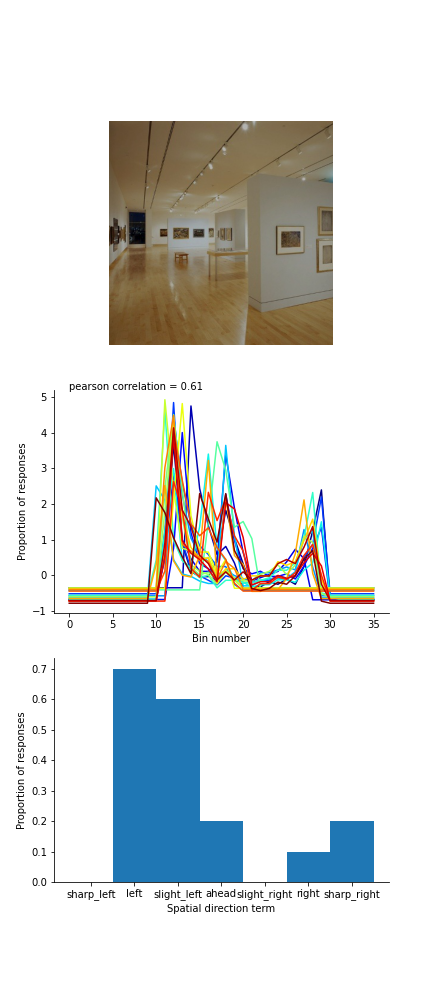 pearson correlation = 0.61
Proportion of responses
5
4
3
2
1
0
−1
0 5 10 15 20 25 30 35
Bin number
Proportion of responses
0.7
0.6
0.5
0.4
0.3
0.2
0.1
0.0
sharp_left left slight_left ahead slight_right right sharp_right
Spatial direction term